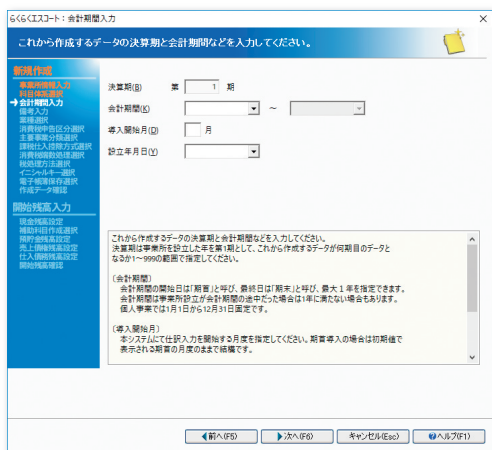 らくらくエスコート：会計期間入力
これから作成するデータの決算期と会計期間などを入力してください。
新規作成
事業所情報入力
科目体系選択
会計期間入力
備考入力
業種選択
消費税申告区分選択
主要事業分類選択
課税仕入控除方式選択
消費税端数処理選択
税処理方法選択
イニシャルキー選択
電子帳簿保存選択
作成データ確認
開始残高入力
現金残高設定
補助科目作成選択
預貯金残高設定
売上債権残高設定
仕入債務残高設定
開始残高確認
決算期(B) 第 1 期
会計期間(K) ～
導入開始月(D) 月
設立年月日(Y)
これから作成するデータの決算期と会計期間などを入力してください。
決算期は事業所を設立した年を第1期として、これから作成するデータが何期目のデータと
なるか1～999の範囲で指定してください。
〔会計期間〕
会計期間の開始日は「期首」と呼び、最終日は「期末」と呼び、最大１年を指定できます。
会計期間は事業所設立が会計期間の途中だった場合は1年に満たない場合もあります。
個人事業では1月1日から12月31日固定です。
〔導入開始月〕
本システムにて仕訳入力を開始する月度を指定してください。期首導入の場合は初期値で
表示される期首の月度のままで結構です。
前へ(F5) 次へ(F6) キャンセル(Esc) ヘルプ(F1)